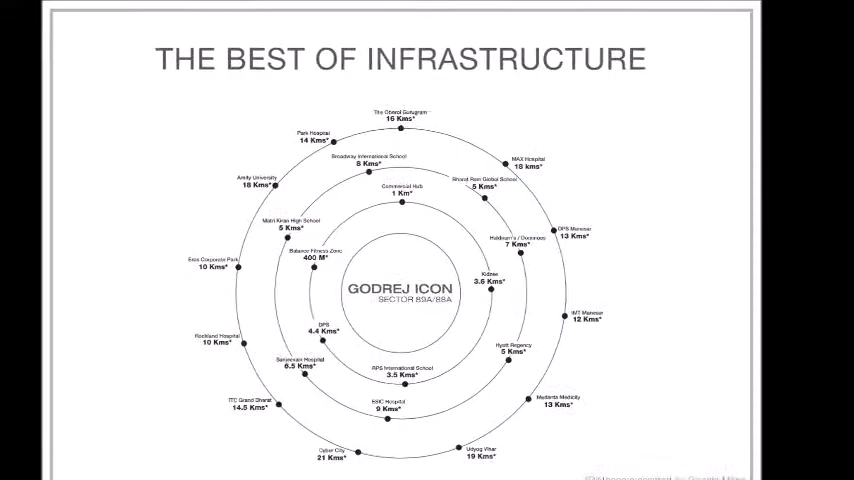 THE BEST OF INFRASTRUCTURE
The Oberoi Gurugram
16 Kms*
Park Hospital
14 Kms*
MAX Hospital
18 kms*
Broadway International School
8 Kms*
Amity University
18 Kms*
Bharat Ram Global School
5 Kms*
Commercial Hub
1 Km*
Matri Kiran High School
5 Kms*
DPS Manesar
13 Kms*
Haldiram's / Dominoes
7 Kms*
Balance Fitness Zone
400 M*
Eros Corporate Park
10 Kms*
Kidzee
3.6 Kms*
GODREJ ICON
SECTOR 89A/88A
IMT Manesar
12 Kms*
DPS
4.4 Kms*
Rockland Hospital
10 Kms*
Hyatt Regency
5 Kms*
Sanjeevani Hospital
6.5 Kms*
RPS International School
3.5 Kms*
ITC Grand Bharat
14.5 Kms*
ESIC Hospital
9 Kms*
Medanta Medicity
13 Kms*
Cyber City
21 Kms*
Udyog Vihar
19 Kms*